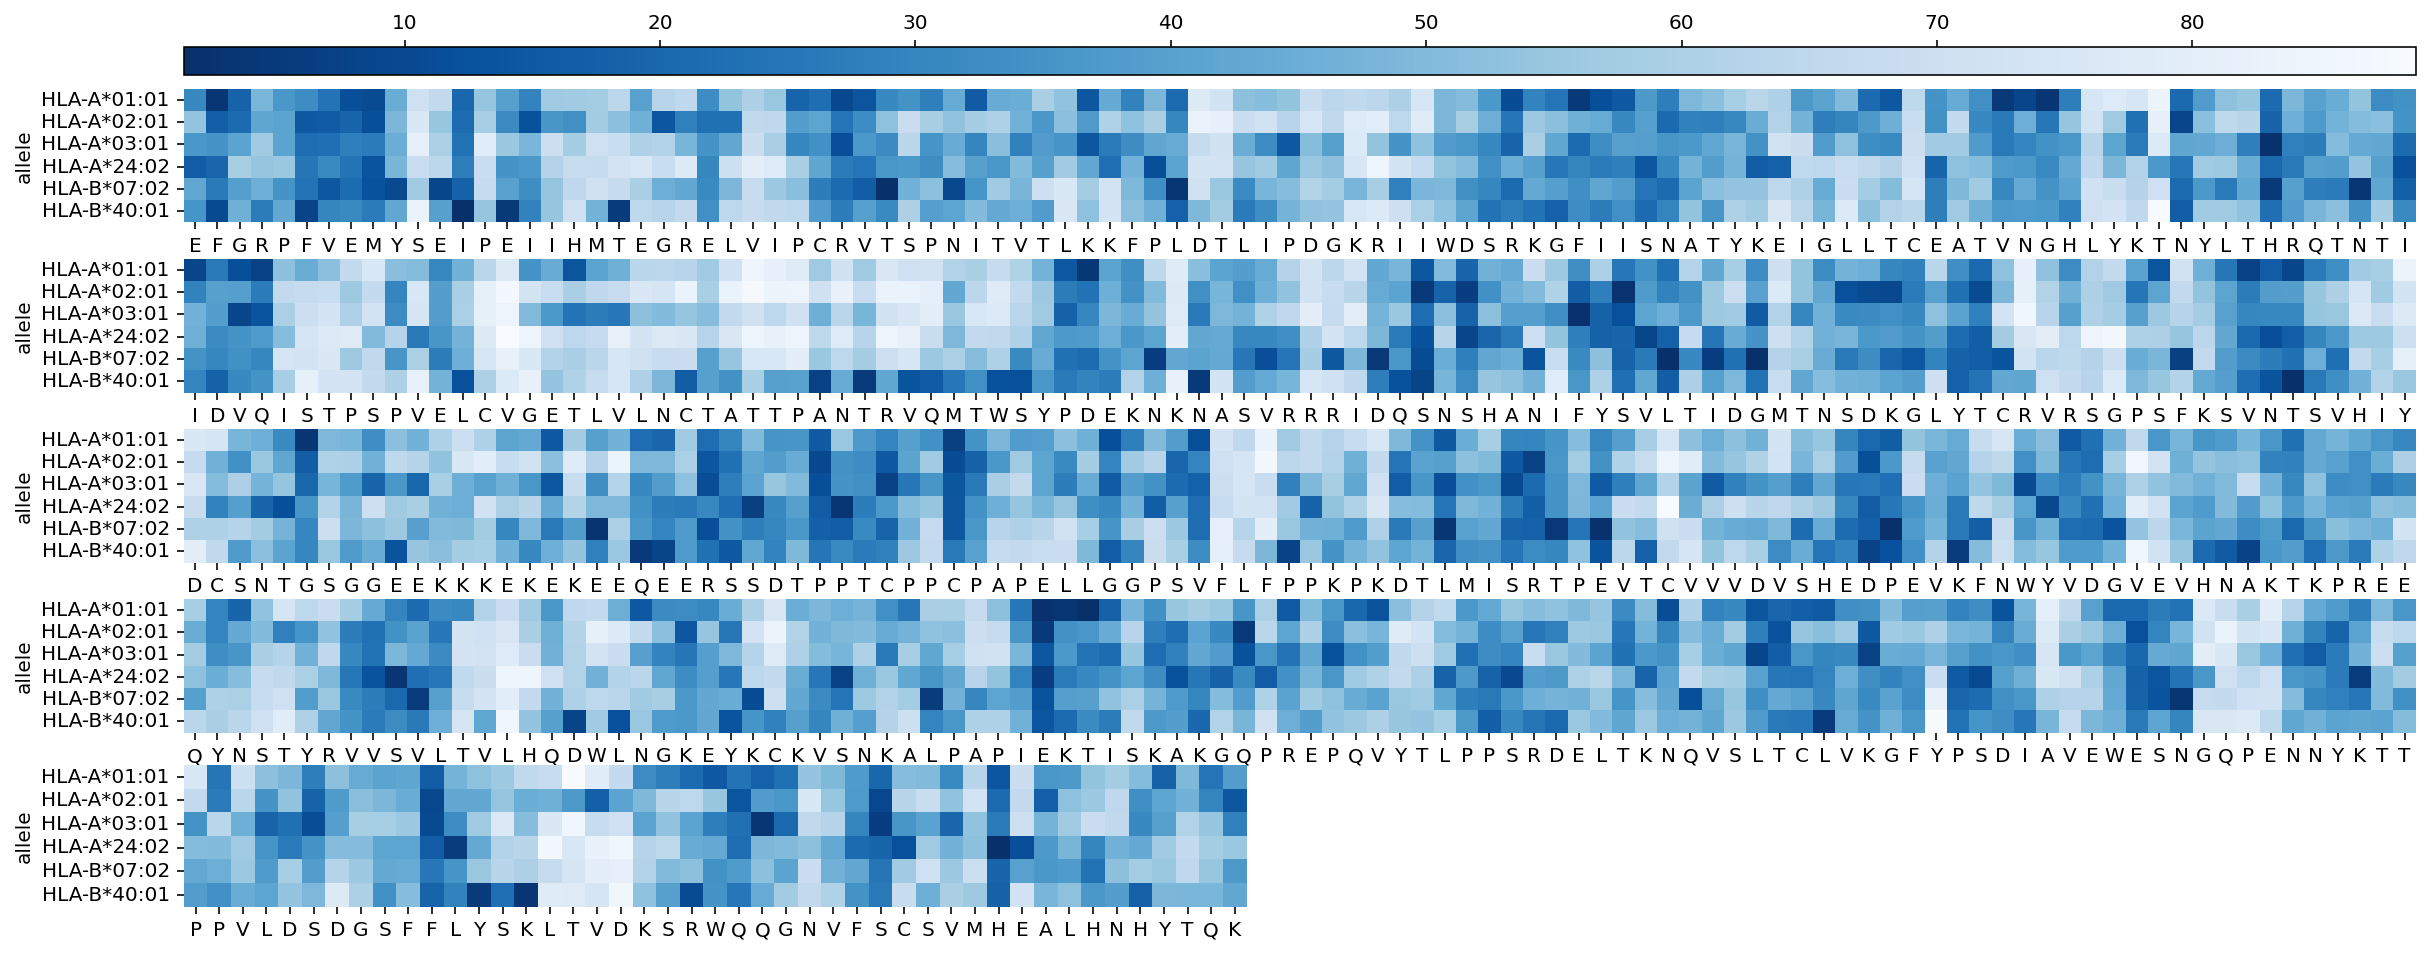 10 20 30 40 50 60 70 80
allele
HLA-A*01:01
HLA-A*02:01
HLA-A*03:01
HLA-A*24:02
HLA-B*07:02
HLA-B*40:01
E F G R P F V E M Y S E I P E I I H M T E G R E L V I P C R V T S P N I T V T L K K F P L D T L I P D G K R I I W D S R K G F I I S N A T Y K E I G L L T C E A T V N G H L Y K T N Y L T H R Q T N T I
allele
HLA-A*01:01
HLA-A*02:01
HLA-A*03:01
HLA-A*24:02
HLA-B*07:02
HLA-B*40:01
I D V Q I S T P S P V E L C V G E T L V L N C T A T T P A N T R V Q M T W S Y P D E K N K N A S V R R R I D Q S N S H A N I F Y S V L T I D G M T N S D K G L Y T C R V R S G P S F K S V N T S V H I Y
allele
HLA-A*01:01
HLA-A*02:01
HLA-A*03:01
HLA-A*24:02
HLA-B*07:02
HLA-B*40:01
D C S N T G S G G E E K K K E K E K E E Q E E R S S D T P P T C P P C P A P E L L G G P S V F L F P P K P K D T L M I S R T P E V T C V V V D V S H E D P E V K F N W Y V D G V E V H N A K T K P R E E
allele
HLA-A*01:01
HLA-A*02:01
HLA-A*03:01
HLA-A*24:02
HLA-B*07:02
HLA-B*40:01
Q Y N S T Y R V V S V L T V L H Q D W L N G K E Y K C K V S N K A L P A P I E K T I S K A K G Q P R E P Q V Y T L P P S R D E L T K N Q V S L T C L V K G F Y P S D I A V E W E S N G Q P E N N Y K T T
allele
HLA-A*01:01
HLA-A*02:01
HLA-A*03:01
HLA-A*24:02
HLA-B*07:02
HLA-B*40:01
P P V L D S D G S F F L Y S K L T V D K S R W Q Q G N V F S C S V M H E A L H N H Y T Q K